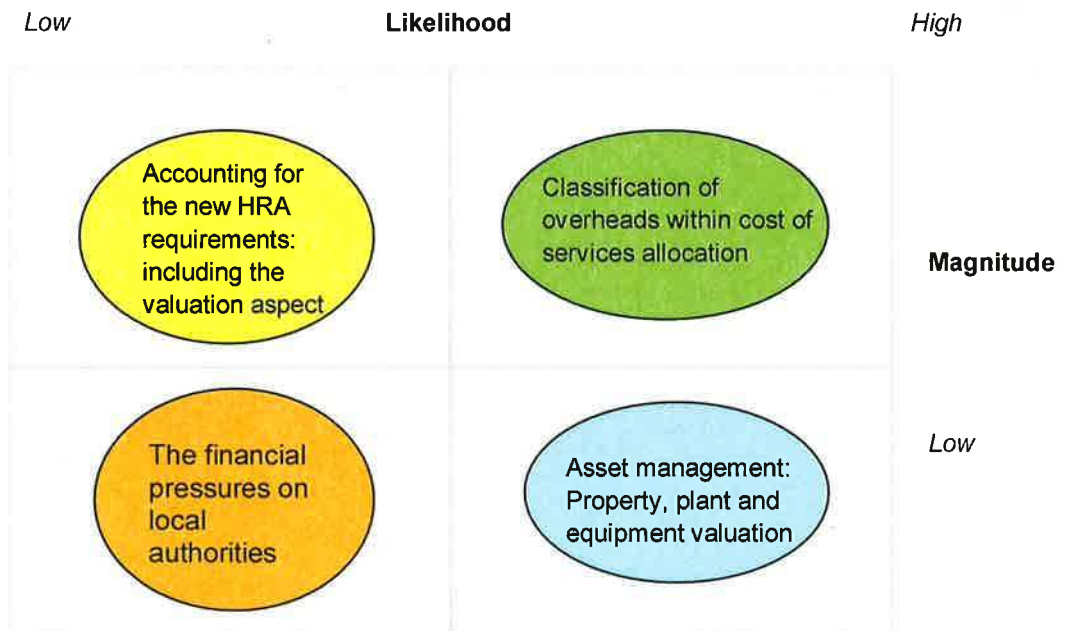 Low Likelihood High
Accounting for
the new HRA
requirements:
including the
valuation aspect
Classification of
overheads within cost of
services allocation
Magnitude
The financial
pressures on
local
authorities
Asset management:
Property, plant and
equipment valuation
Low